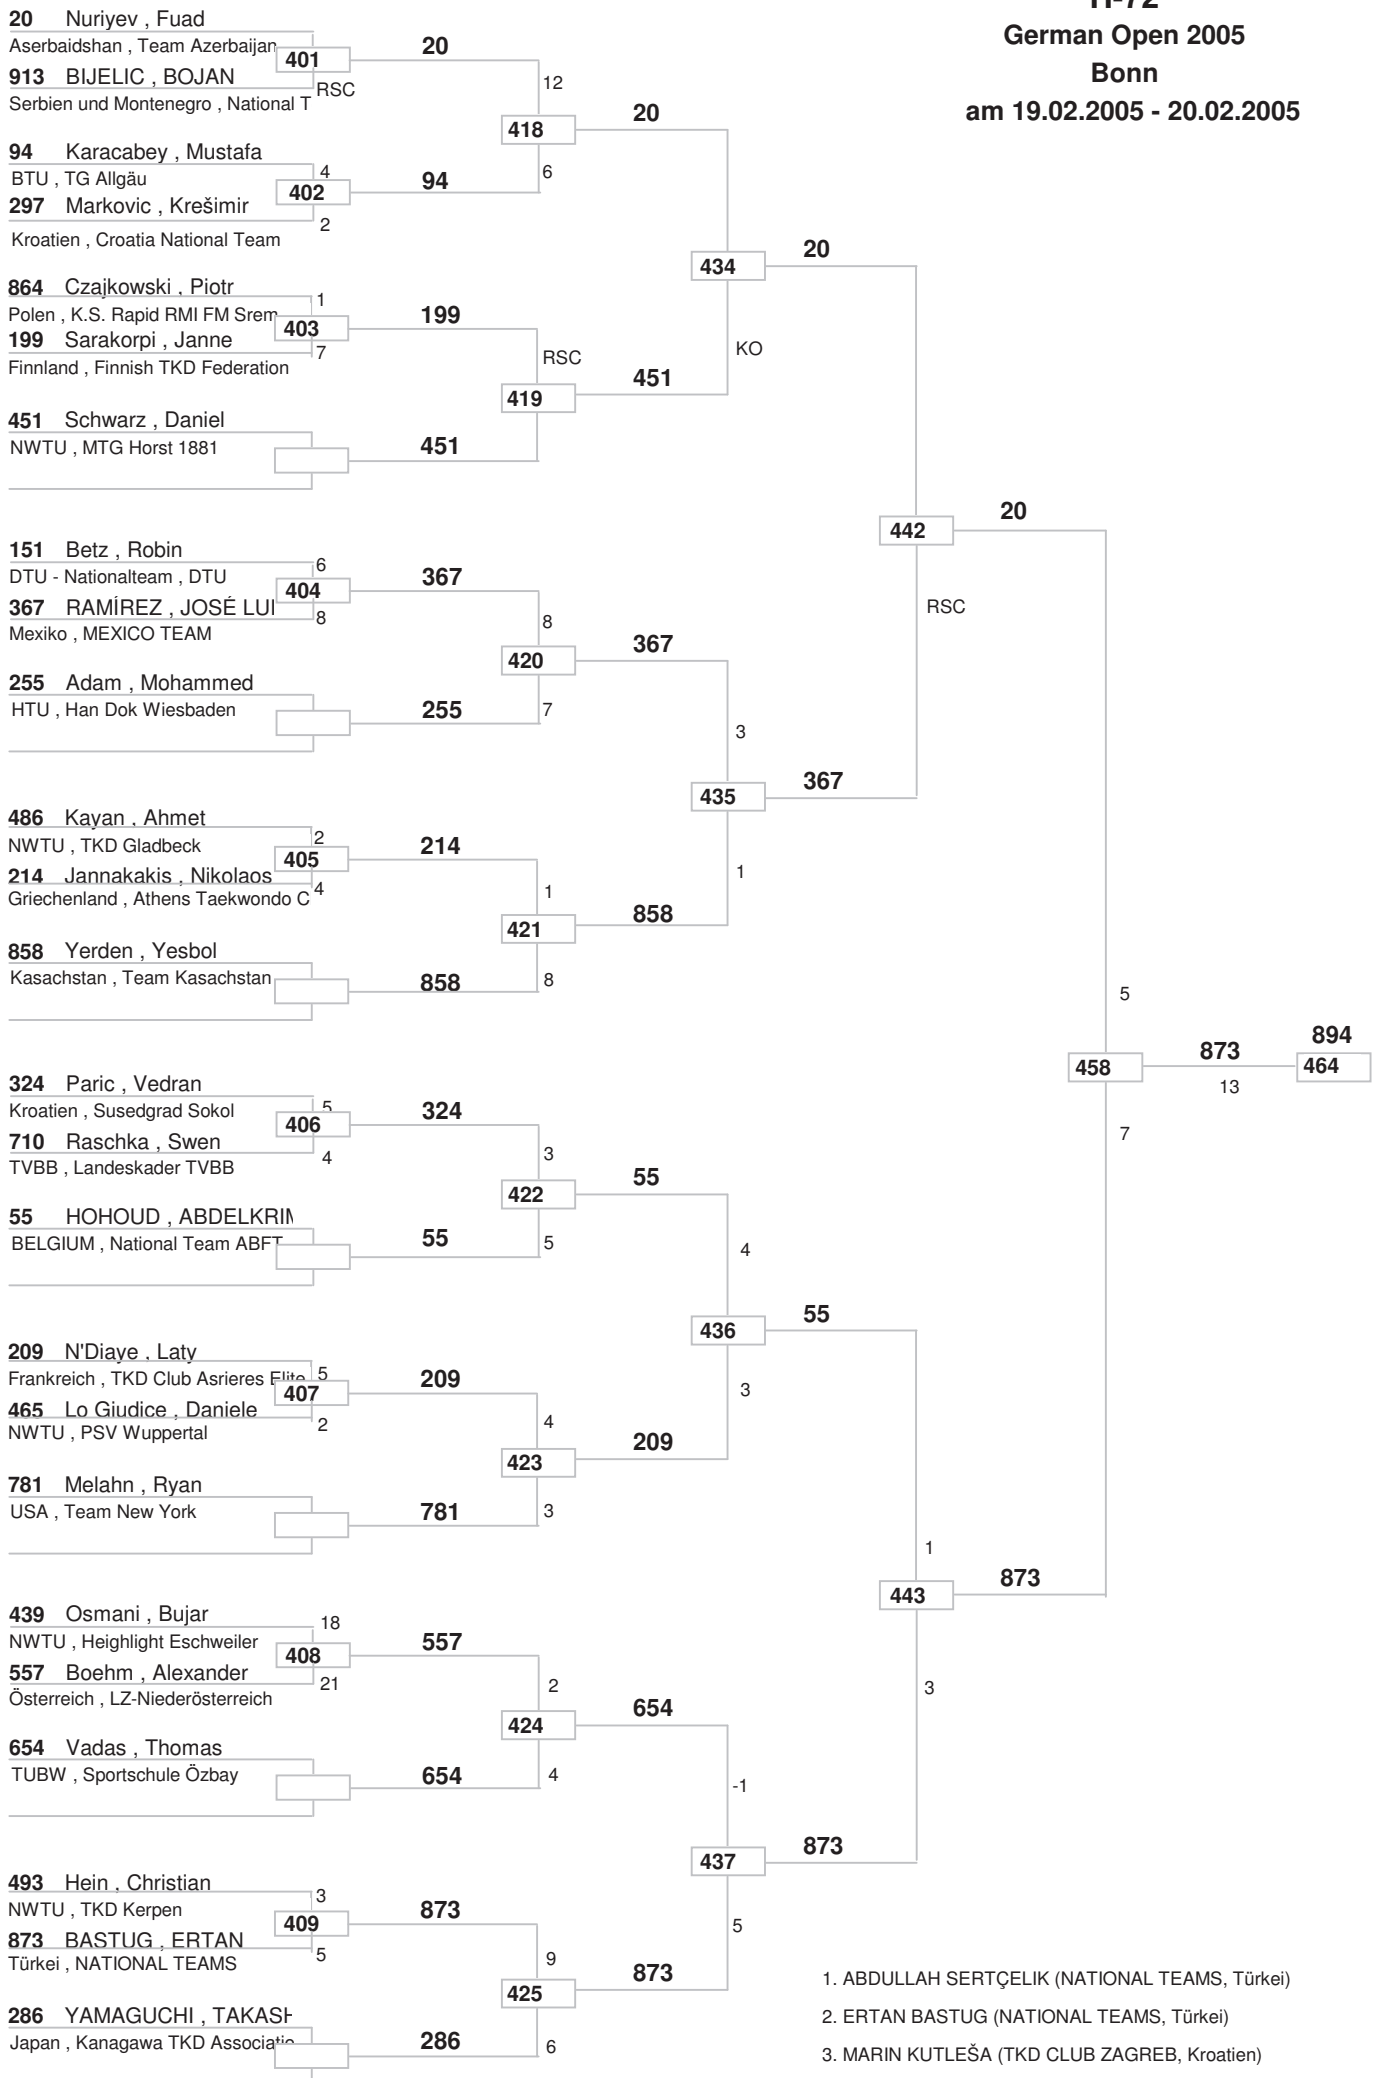 H-72
German Open 2005
Bonn
am 19.02.2005 - 20.02.2005
20 Nuriyev , Fuad
Aserbaidshan , Team Azerbaijan
401
20
913 BIJELIC , BOJAN
RSC
Serbien und Montenegro , National T
12
418
20
94 Karacabey , Mustafa
4
BTU , TG Allgäu
402
94
6
297 Markovic , Krešimir
2
Kroatien , Croatia National Team
434
20
864 Czajkowski , Piotr
1
Polen , K.S. Rapid RMI FM Srem
403
199
199 Sarakorpi , Janne
7
Finnland , Finnish TKD Federation
RSC
KO
419
451
451 Schwarz , Daniel
NWTU , MTG Horst 1881
451
442
20
151 Betz , Robin
6
DTU - Nationalteam , DTU
404
367
367 RAMÍREZ , JOSÉ LUI
8
Mexiko , MEXICO TEAM
8
RSC
420
367
255 Adam , Mohammed
HTU , Han Dok Wiesbaden
255
7
3
435
367
486 Kayan , Ahmet
2
NWTU , TKD Gladbeck
405
214
214 Jannakakis , Nikolaos
4
Griechenland , Athens Taekwondo C
1
1
421
858
858 Yerden , Yesbol
Kasachstan , Team Kasachstan
858
8
5
458
873
13
894
464
324 Paric , Vedran
5
Kroatien , Susedgrad Sokol
406
324
710 Raschka , Swen
4
TVBB , Landeskader TVBB
3
7
422
55
55 HOHOUD , ABDELKRIM
BELGIUM , National Team ABFT
55
5
4
436
55
209 N'Diaye , Laty
5
Frankreich , TKD Club Asrieres Elite
407
209
465 Lo Giudice , Daniele
2
NWTU , PSV Wuppertal
4
3
423
209
781 Melahn , Ryan
USA , Team New York
781
3
1
443
873
439 Osmani , Bujar
18
NWTU , Heighlight Eschweiler
408
557
557 Boehm , Alexander
21
Österreich , LZ-Niederösterreich
2
3
424
654
654 Vadas , Thomas
TUBW , Sportschule Özbay
654
4
-1
437
873
493 Hein , Christian
3
NWTU , TKD Kerpen
409
873
873 BASTUG , ERTAN
5
Türkei , NATIONAL TEAMS
9
5
425
873
286 YAMAGUCHI , TAKASH
Japan , Kanagawa TKD Associatio
286
6
1. ABDULLAH SERTÇELIK (NATIONAL TEAMS, Türkei)
2. ERTAN BASTUG (NATIONAL TEAMS, Türkei)
3. MARIN KUTLEŠA (TKD CLUB ZAGREB, Kroatien)